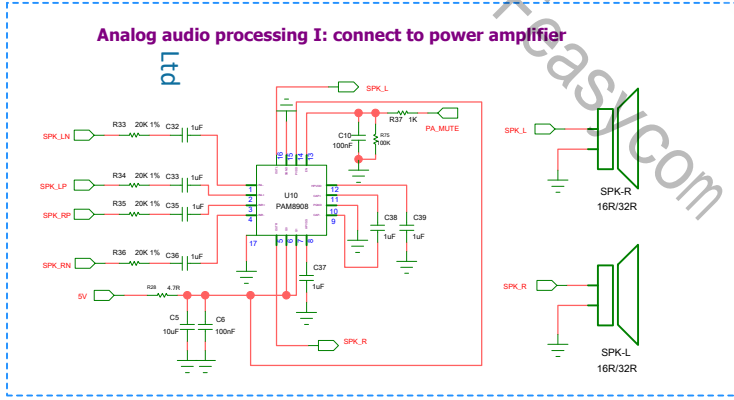 Analog audio processing I: connect to power amplifier
Feasycom
Ltd
SPK_L
R33 20K 1% C32 1uF
SPK_LN
R37 1K
PA_MUTE
C10
100nF
R75
100K
16 15 14 13
SPK_L
R34 20K 1% C33 1uF
SPK_LP
U10
PAM8908
1
2
3
4
12
11
10
9
SPK-R
16R/32R
R35 20K 1% C35 1uF
SPK_RP
C38
1uF
C39
1uF
17
5 6 7 8
R36 20K 1% C36 1uF
SPK_RN
C37
1uF
R28 4.7R
5V
SPK_R
C5
10uF
C6
100nF
SPK_R
SPK-L
16R/32R